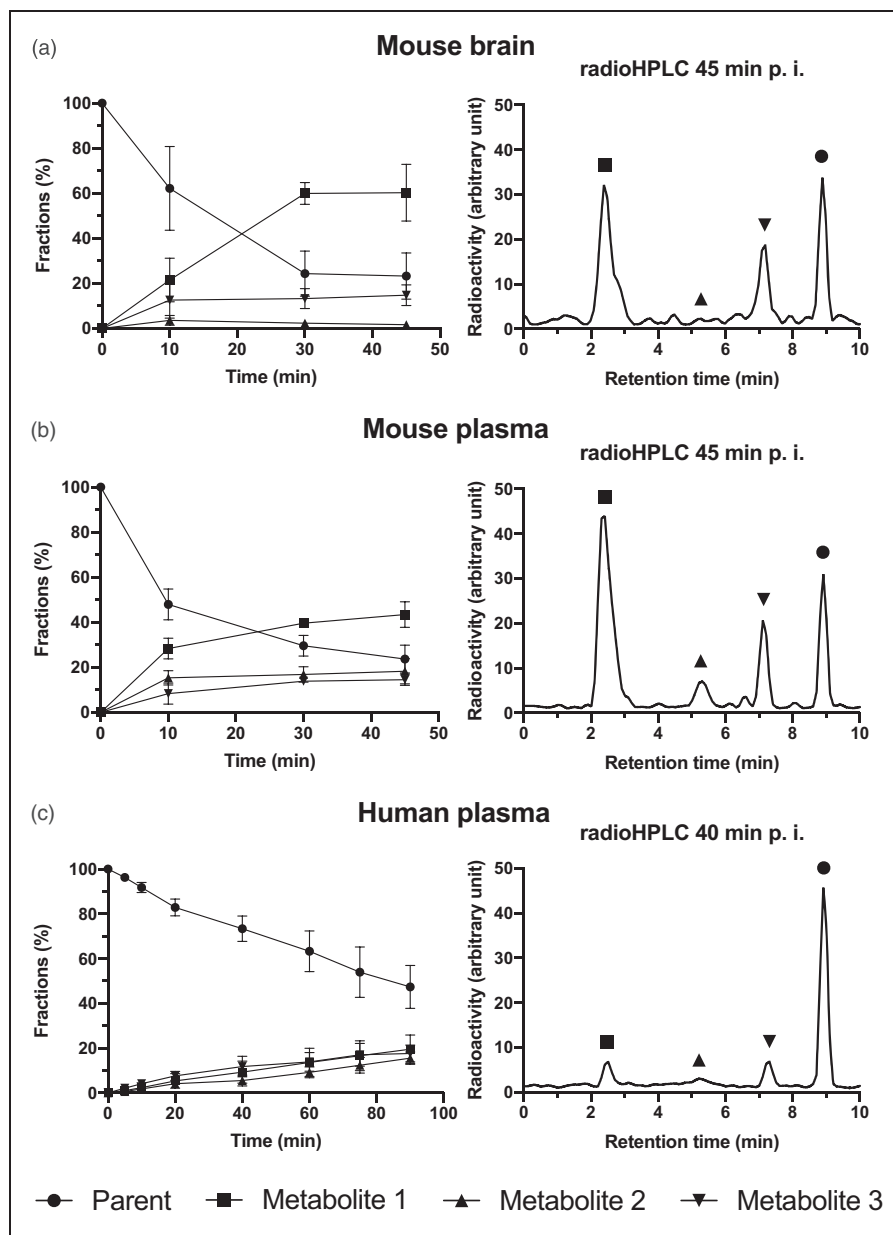 (a)
Mouse brain
radioHPLC 45 min p. i.
100
80
60
40
20
0
Fractions (%)
0 10 20 30 40 50
Time (min)
50
40
30
20
10
0
Radioactivity (arbitrary unit)
0 2 4 6 8 10
Retention time (min)
(b)
Mouse plasma
radioHPLC 45 min p. i.
100
80
60
40
20
0
Fractions (%)
0 10 20 30 40 50
Time (min)
50
40
30
20
10
0
Radioactivity (arbitrary unit)
0 2 4 6 8 10
Retention time (min)
(c)
Human plasma
radioHPLC 40 min p. i.
100
80
60
40
20
0
Fractions (%)
0 20 40 60 80 100
Time (min)
50
40
30
20
10
0
Radioactivity (arbitrary unit)
0 2 4 6 8 10
Retention time (min)
Parent Metabolite 1 Metabolite 2 Metabolite 3